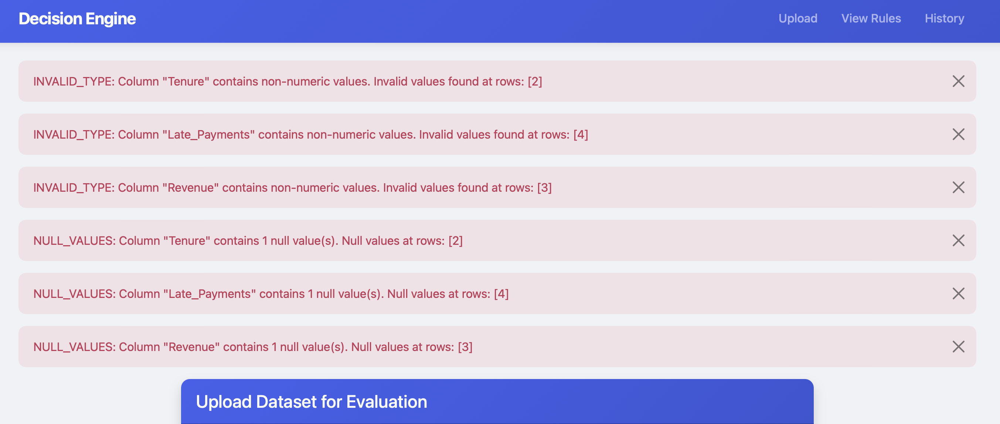 Decision Engine
Upload
View Rules
History
INVALID_TYPE: Column "Tenure" contains non-numeric values. Invalid values found at rows: [2]
INVALID_TYPE: Column "Late_Payments" contains non-numeric values. Invalid values found at rows: [4]
INVALID_TYPE: Column "Revenue" contains non-numeric values. Invalid values found at rows: [3]
NULL_VALUES: Column "Tenure" contains 1 null value(s). Null values at rows: [2]
NULL_VALUES: Column "Late_Payments" contains 1 null value(s). Null values at rows: [4]
NULL_VALUES: Column "Revenue" contains 1 null value(s). Null values at rows: [3]
Upload Dataset for Evaluation